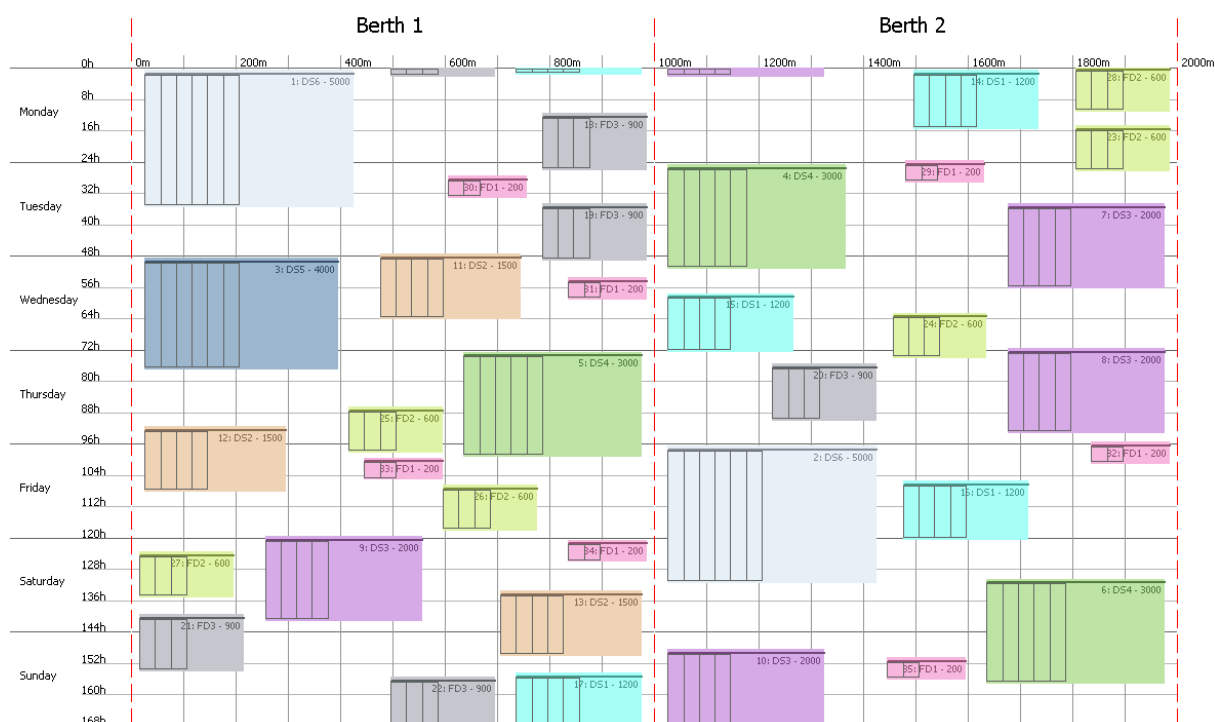 Berth 1 Berth 2
0h 0m 200m 400m 600m 800m 1000m 1200m 1400m 1600m 1800m 2000m
1: DS6 - 5000 14: DS1 - 1200 28: FD2 - 600
8h
Monday
18: FD3 - 900 23: FD2 - 600
16h
24h
30: FD1 - 200 4: DS4 - 3000 29: FD1 - 200
32h
Tuesday
19: FD3 - 900 7: DS3 - 2000
40h
48h
3: DS5 - 4000 11: DS2 - 1500 31: FD1 - 200
56h
Wednesday
15: DS1 - 1200 24: FD2 - 600
64h
72h
5: DS4 - 3000 20: FD3 - 900 8: DS3 - 2000
80h
Thursday
25: FD2 - 600
88h
12: DS2 - 1500
96h
33: FD1 - 200 2: DS6 - 5000 32: FD1 - 200
104h
Friday
26: FD2 - 600 16: DS1 - 1200
112h
120h
27: FD2 - 600 9: DS3 - 2000 34: FD1 - 200
128h
Saturday
13: DS2 - 1500 6: DS4 - 3000
136h
21: FD3 - 900
144h
10: DS3 - 2000 35: FD1 - 200
152h
Sunday
22: FD3 - 900 17: DS1 - 1200
160h
168h